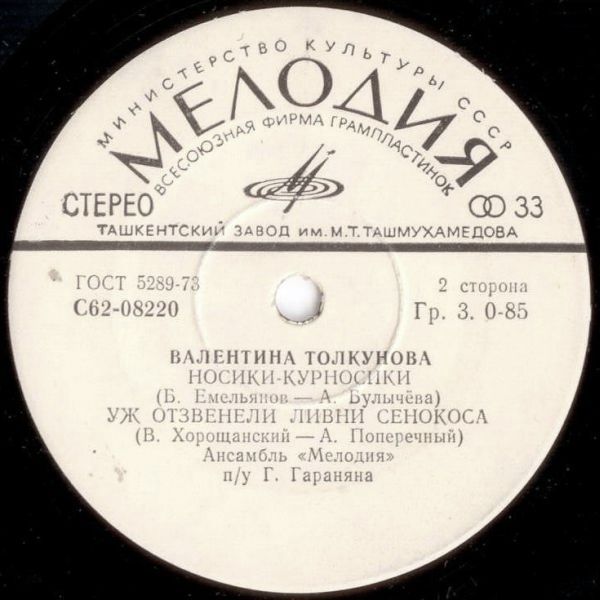 МИНИСТЕРСТВО КУЛЬТУРЫ СССР
МЕЛОДИЯ
ВСЕСОЮЗНАЯ ФИРМА ГРАМПЛАСТИНОК
СТЕРЕО
33
ТАШКЕНТСКИЙ ЗАВОД ИМ. М.Т. ТАШМУХАМЕДОВА
ГОСТ 5289-73
2 сторона
С62-08220
Гр. 3. 0-85
ВАЛЕНТИНА ТОЛКУНОВА
НОСИКИ-КУРНОСИКИ
(Б. Емельянов — А. Булычёва)
УЖ ОТЗВЕНЕЛИ ЛИВНИ СЕНОКОСА
(В. Хорощанский — А. Поперечный)
Ансамбль «Мелодия»
п/у Г. Гараняна